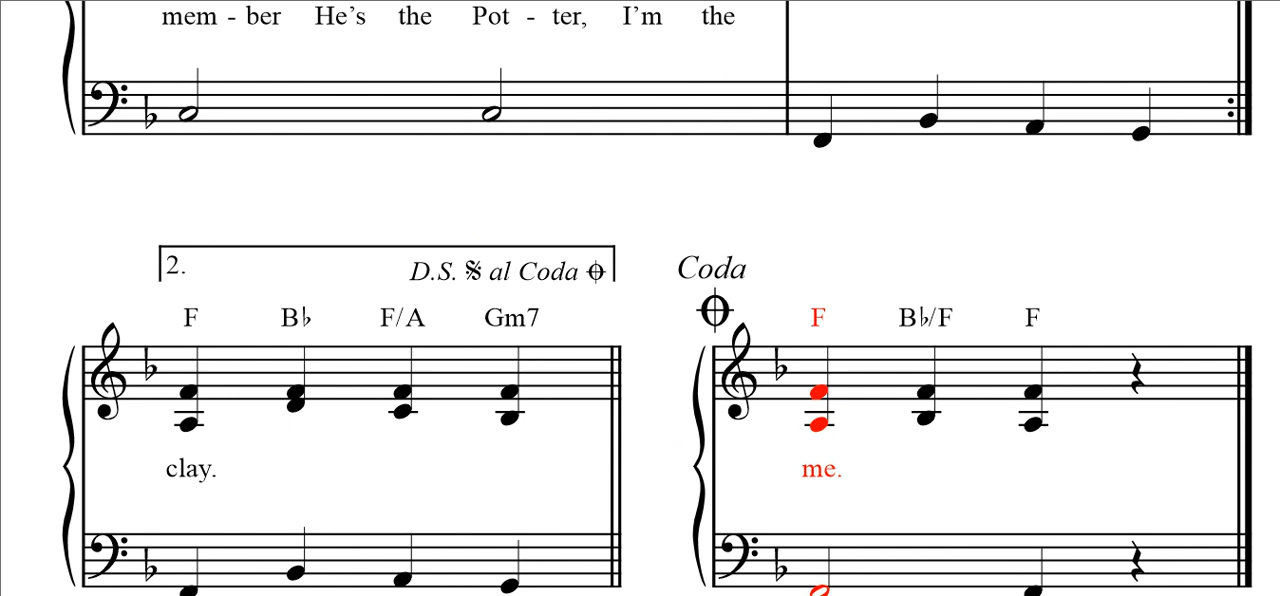 mem - ber He's the Pot - ter, I'm the
2. D.S. 𝄋 al Coda 𝄌
Coda
F B♭ F/A Gm7 F B♭/F F
clay. me.